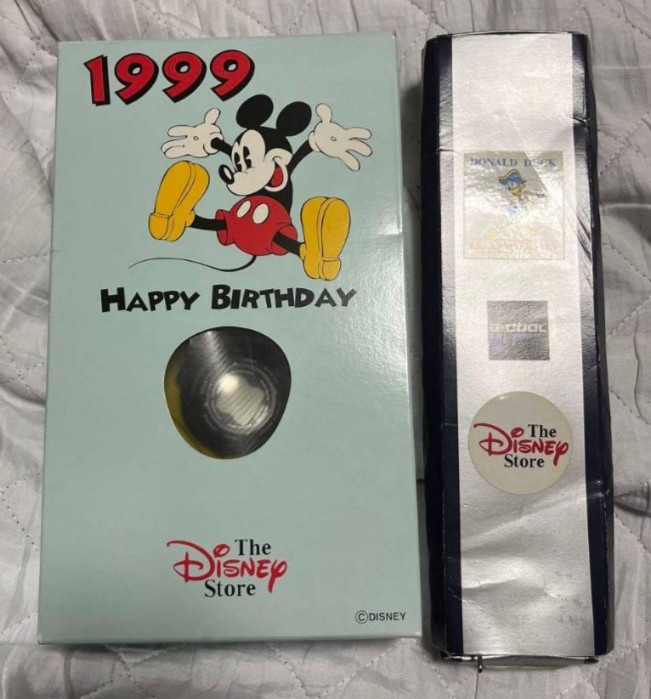 1999
HAPPY BIRTHDAY
The
DISNEY
Store
©DISNEY
DONALD DUCK
G-COOL
The
DISNEY
Store